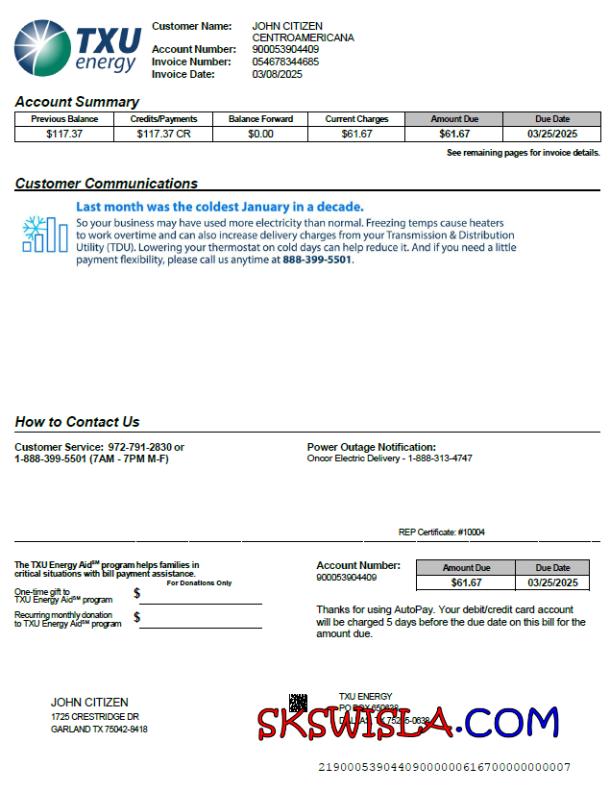 TXU
energy
Customer Name: JOHN CITIZEN
CENTROAMERICANA
Account Number: 900053904409
Invoice Number: 054678344685
Invoice Date: 03/08/2025
Account Summary
Previous Balance Credits/Payments Balance Forward Current Charges Amount Due Due Date
$117.37 $117.37 CR $0.00 $61.67 $61.67 03/25/2025
See remaining pages for invoice details.
Customer Communications
Last month was the coldest January in a decade.
So your business may have used more electricity than normal. Freezing temps cause heaters
to work overtime and can also increase delivery charges from your Transmission & Distribution
Utility (TDU). Lowering your thermostat on cold days can help reduce it. And if you need a little
payment flexibility, please call us anytime at 888-399-5501.
How to Contact Us
Customer Service: 972-791-2830 or
1-888-399-5501 (7AM - 7PM M-F)
Power Outage Notification:
Oncor Electric Delivery - 1-888-313-4747
REP Certificate: #10004
The TXU Energy Aid℠ program helps families in
critical situations with bill payment assistance.
For Donations Only
One-time gift to
TXU Energy Aid℠ program $
Recurring monthly donation
to TXU Energy Aid℠ program $
Account Number:
900053904409
Amount Due Due Date
$61.67 03/25/2025
Thanks for using AutoPay. Your debit/credit card account
will be charged 5 days before the due date on this bill for the
amount due.
JOHN CITIZEN
1725 CRESTRIDGE DR
GARLAND TX 75042-9418
TXU ENERGY
PO BOX
SKSWISLA.COM